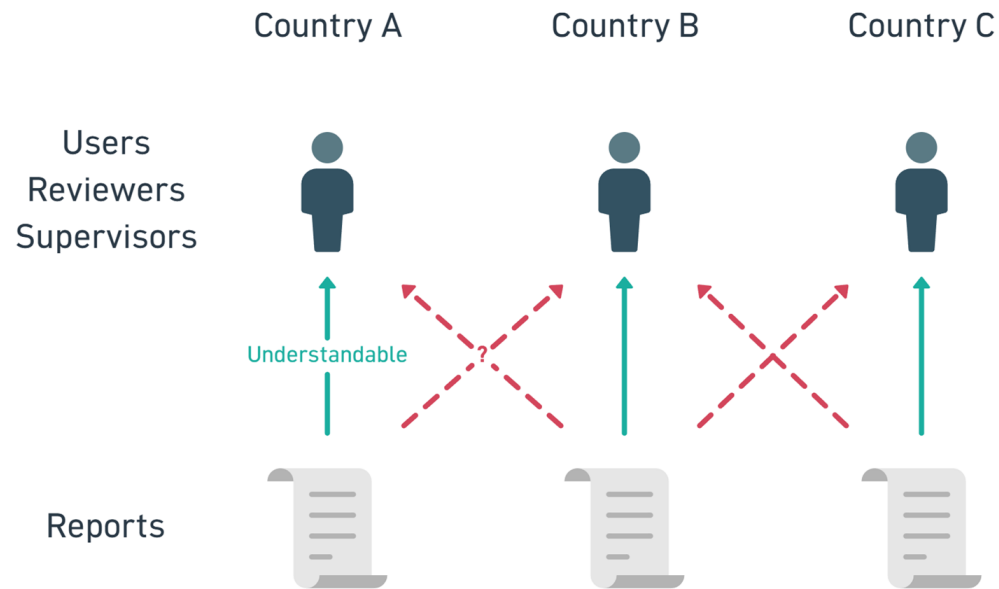 Country A
Country B
Country C
Users
Reviewers
Supervisors
Understandable
?
Reports